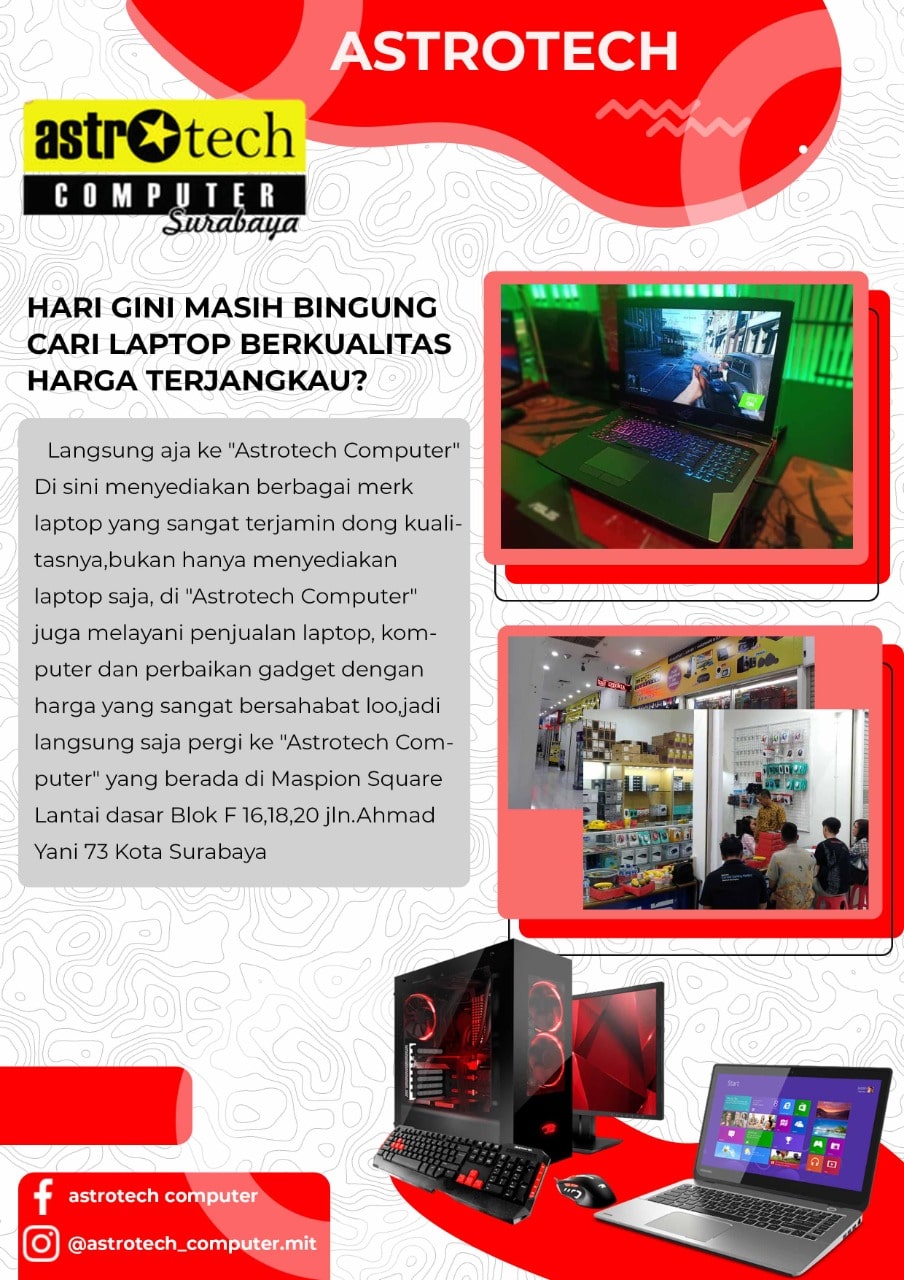 ASTROTECH
astrotech
COMPUTER
Surabaya
HARI GINI MASIH BINGUNG
CARI LAPTOP BERKUALITAS
HARGA TERJANGKAU?
Langsung aja ke "Astrotech Computer"
Di sini menyediakan berbagai merk
laptop yang sangat terjamin dong kuali-
tasnya,bukan hanya menyediakan
laptop saja, di "Astrotech Computer"
juga melayani penjualan laptop, kom-
puter dan perbaikan gadget dengan
harga yang sangat bersahabat loo,jadi
langsung saja pergi ke "Astrotech Com-
puter" yang berada di Maspion Square
Lantai dasar Blok F 16,18,20 jln.Ahmad
Yani 73 Kota Surabaya
Start
astrotech computer
@astrotech_computer.mit